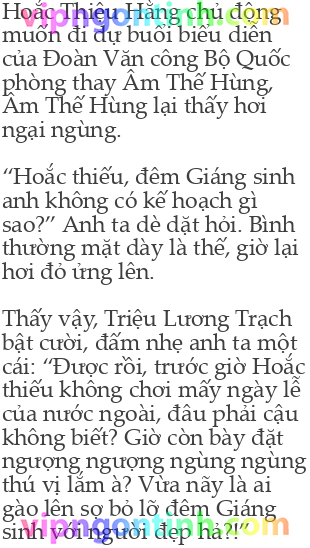 Hoắc Thiệu Hằng chủ động
muốn đi dự buổi biểu diễn
của Đoàn Văn công Bộ Quốc
phòng thay Âm Thế Hùng,
Âm Thế Hùng lại thấy hơi
ngại ngùng.
“Hoắc thiếu, đêm Giáng sinh
anh không có kế hoạch gì
sao?” Anh ta dè dặt hỏi. Bình
thường mặt dày là thế, giờ lại
hơi đỏ ửng lên.
Thấy vậy, Triệu Lương Trạch
bật cười, đấm nhẹ anh ta một
cái: “Được rồi, trước giờ Hoắc
thiếu không chơi mấy ngày lễ
của nước ngoài, đâu phải cậu
không biết? Giờ còn bày đặt
ngượng ngượng ngùng ngùng
thú vị lắm à? Vừa nãy là ai
gào lên sợ bỏ lỡ đêm Giáng
sinh với người đẹp hả?!”
vipngontinh.com
vipngontinh.com